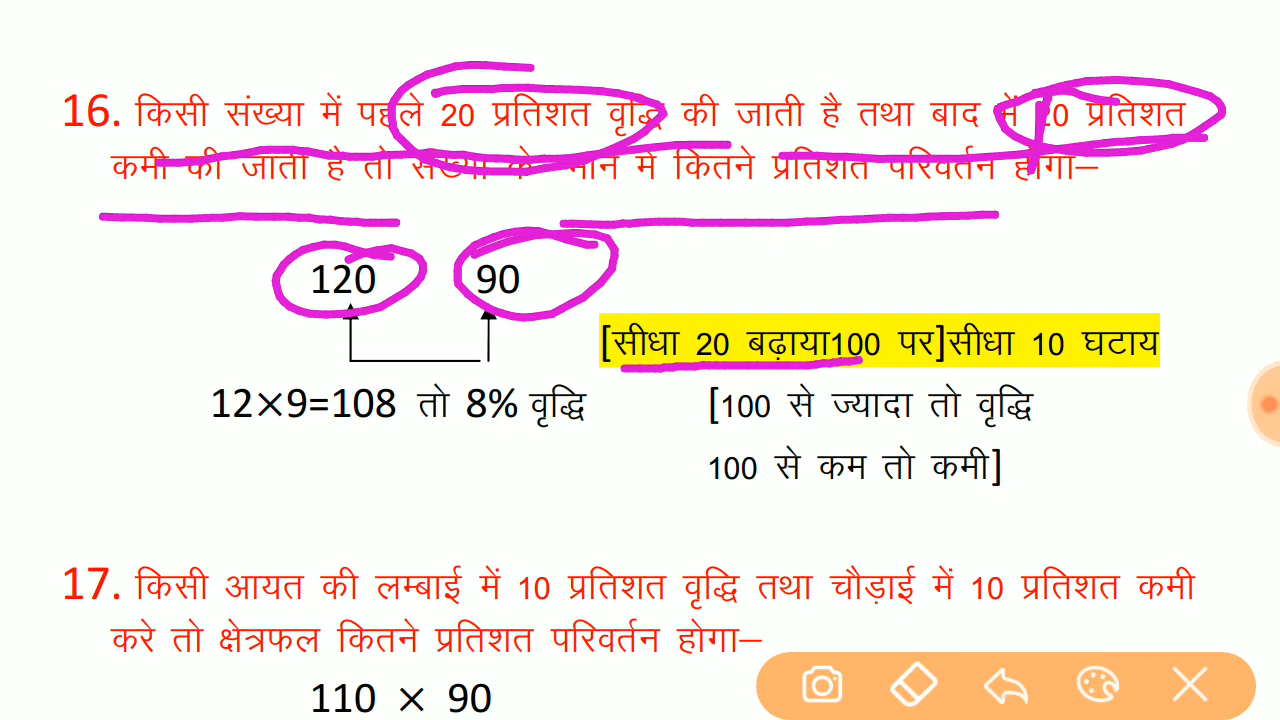 16. किसी संख्या में पहले 20 प्रतिशत वृद्धि की जाती है तथा बाद में 20 प्रतिशत
कमी की जाती है तो संख्या के मान में कितने प्रतिशत परिवर्तन होगा–
120 90
[सीधा 20 बढ़ाया100 पर]सीधा 10 घटाय
12×9=108 तो 8% वृद्धि [100 से ज्यादा तो वृद्धि
100 से कम तो कमी]
17. किसी आयत की लम्बाई में 10 प्रतिशत वृद्धि तथा चौड़ाई में 10 प्रतिशत कमी
करे तो क्षेत्रफल कितने प्रतिशत परिवर्तन होगा–
110 × 90